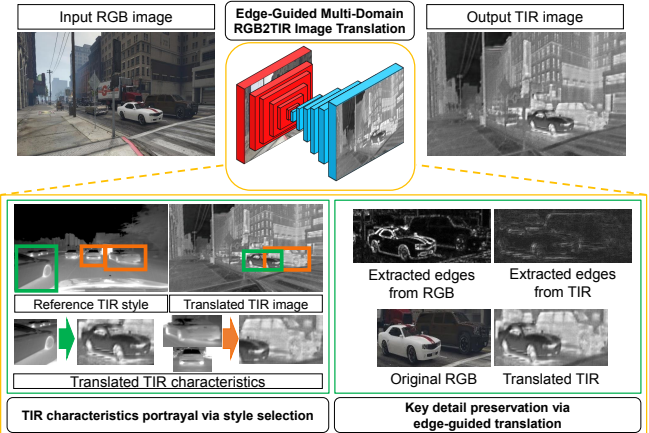 Input RGB image
Edge-Guided Multi-Domain
RGB2TIR Image Translation
Output TIR image
Reference TIR style
Translated TIR image
Translated TIR characteristics
TIR characteristics portrayal via style selection
Extracted edges
from RGB
Extracted edges
from TIR
Original RGB
Translated TIR
Key detail preservation via
edge-guided translation